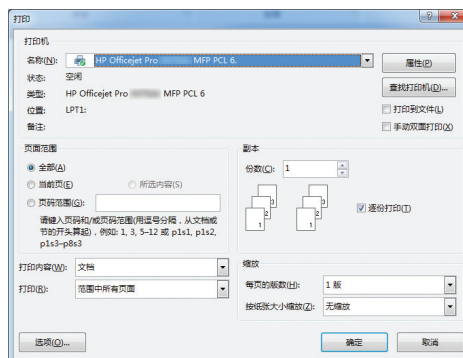 打印
打印机
名称(N): HP Officejet Pro MFP PCL 6. 属性(P)
状态: 空闲 查找打印机(D)...
类型: HP Officejet Pro MFP PCL 6
位置: LPT1: 打印到文件(L)
备注: 手动双面打印(X)
页面范围
全部(A)
当前页(E) 所选内容(S)
页码范围(G):
请键入页码和/或页码范围(用逗号分隔，从文档或
节的开头算起)，例如: 1, 3, 5-12 或 p1s1, p1s2,
p1s3-p8s3
副本
份数(C): 1
3 3
2 2
1 1
逐份打印(T)
打印内容(W): 文档
打印(R): 范围中所有页面
缩放
每页的版数(H): 1 版
按纸张大小缩放(Z): 无缩放
选项(O)... 确定 取消